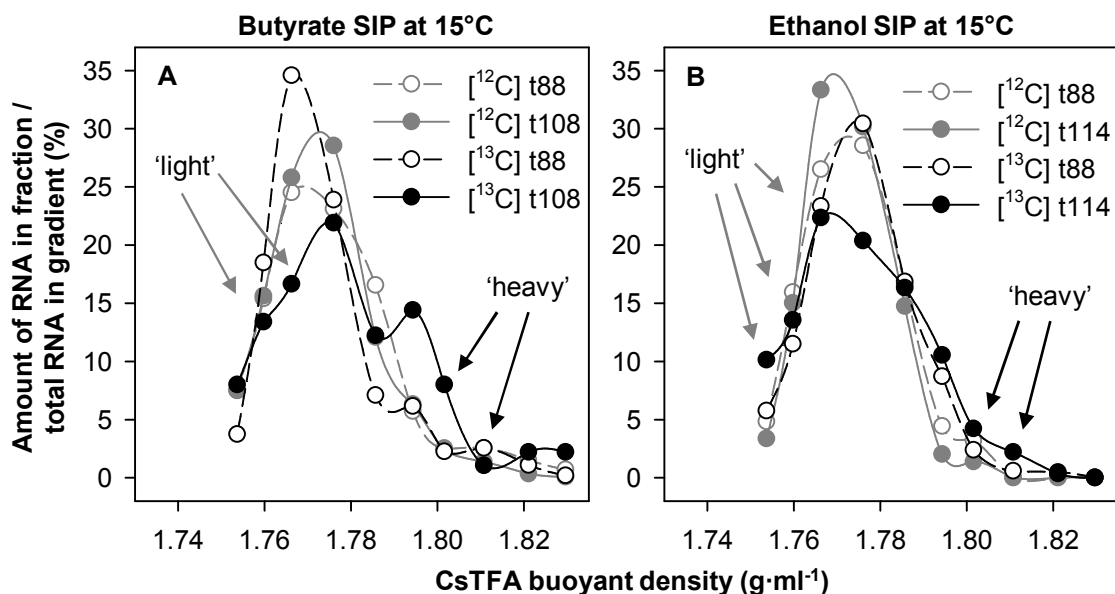 Butyrate SIP at 15°C
Ethanol SIP at 15°C
Amount of RNA in fraction /
total RNA in gradient (%)
35
30
25
20
15
10
5
0
A
[¹²C] t88
[¹²C] t108
[¹³C] t88
[¹³C] t108
'light'
'heavy'
1.74
1.76
1.78
1.80
1.82
35
30
25
20
15
10
5
0
B
[¹²C] t88
[¹²C] t114
[¹³C] t88
[¹³C] t114
'light'
'heavy'
1.74
1.76
1.78
1.80
1.82
CsTFA buoyant density (g·ml⁻¹)